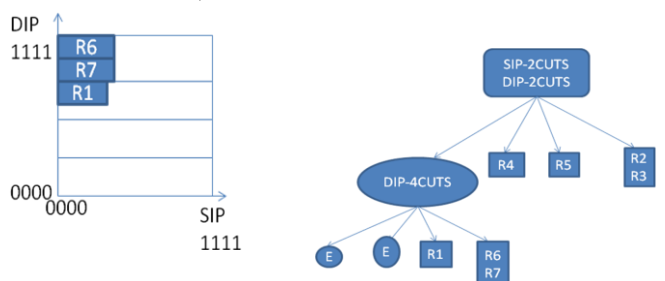 DIP
1111
R6
R7
R1
0000
0000
SIP
1111
SIP-2CUTS
DIP-2CUTS
R4
R5
R2
R3
DIP-4CUTS
E
E
R1
R6
R7